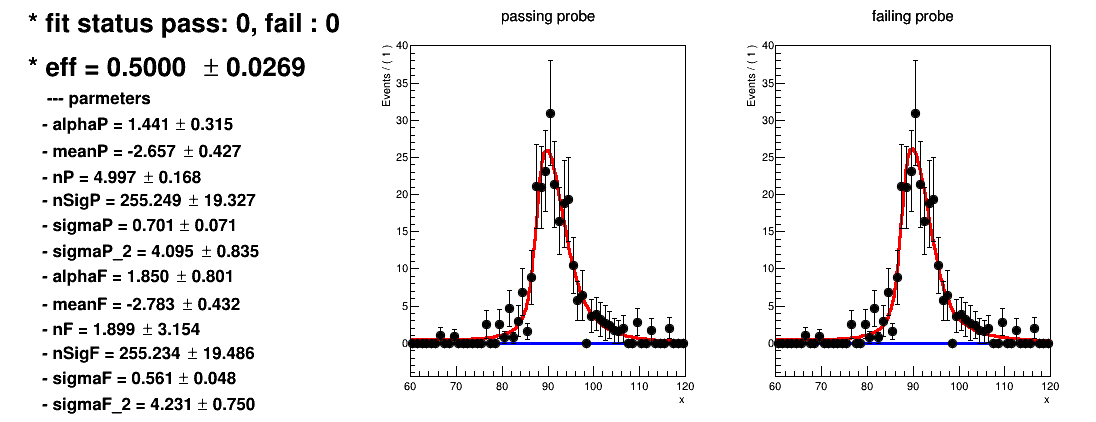 * fit status pass: 0, fail : 0
* eff = 0.5000 ± 0.0269
--- parmeters
- alphaP = 1.441 ± 0.315
- meanP = -2.657 ± 0.427
- nP = 4.997 ± 0.168
- nSigP = 255.249 ± 19.327
- sigmaP = 0.701 ± 0.071
- sigmaP_2 = 4.095 ± 0.835
- alphaF = 1.850 ± 0.801
- meanF = -2.783 ± 0.432
- nF = 1.899 ± 3.154
- nSigF = 255.234 ± 19.486
- sigmaF = 0.561 ± 0.048
- sigmaF_2 = 4.231 ± 0.750
passing probe
Events / ( 1 )
40
35
30
25
20
15
10
5
0
60 70 80 90 100 110 120
x
failing probe
Events / ( 1 )
40
35
30
25
20
15
10
5
0
60 70 80 90 100 110 120
x